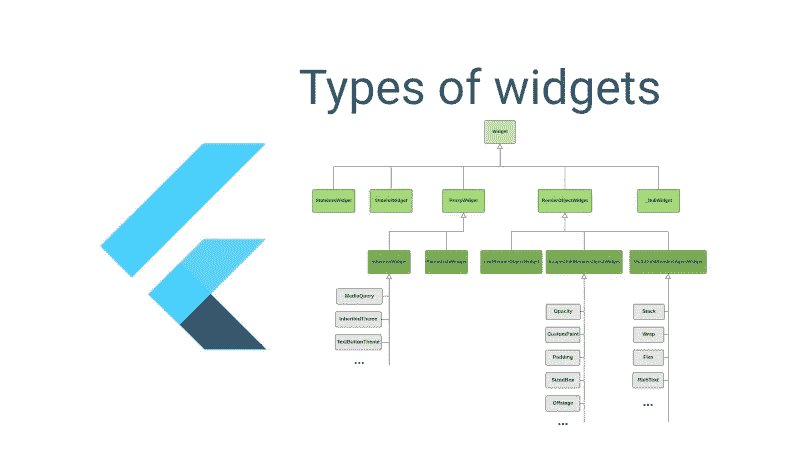 Types of widgets
Widget
StatelessWidget
StatefulWidget
ProxyWidget
RenderObjectWidget
_NullWidget
InheritedWidget
ParentDataWidget
LeafRenderObjectWidget
SingleChildRenderObjectWidget
MultiChildRenderObjectWidget
MediaQuery
InheritedTheme
TextButtonTheme
...
Opacity
CustomPaint
Padding
SizedBox
Offstage
...
Stack
Wrap
Flex
RichText
...